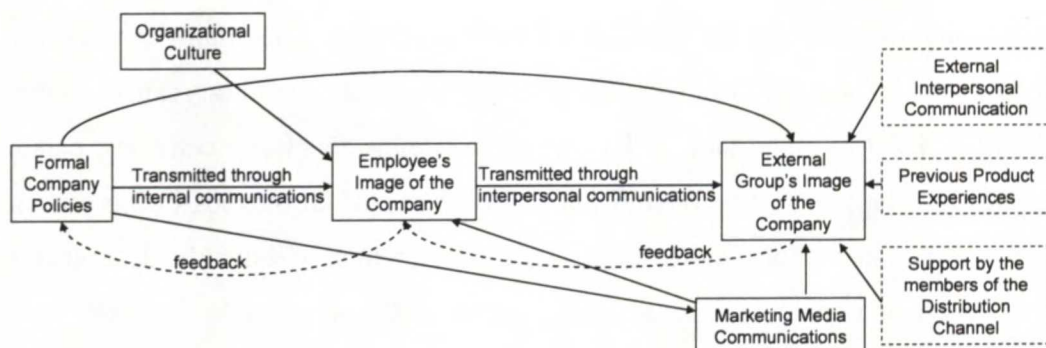 Organizational
Culture
External
Interpersonal
Communication
Formal
Company
Policies
Transmitted through
internal communications
Employee's
Image of the
Company
Transmitted through
interpersonal communications
External
Group's Image
of the
Company
Previous Product
Experiences
feedback
feedback
Marketing Media
Communications
Support by the
members of the
Distribution
Channel